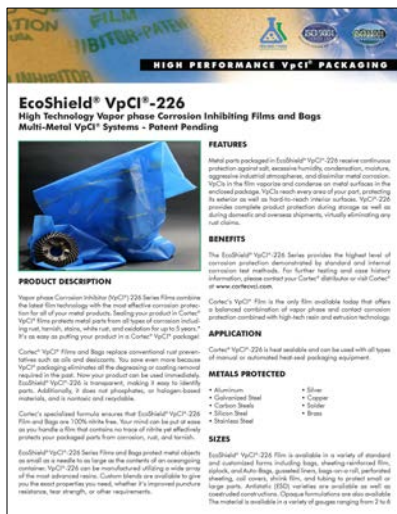 FILM
BITOR-PATENT
INHIBITOR
USA
ISO 9001
HIGH PERFORMANCE VpCI® PACKAGING
EcoShield® VpCI®-226
High Technology Vapor phase Corrosion Inhibiting Films and Bags
Multi-Metal VpCI® Systems - Patent Pending
PRODUCT DESCRIPTION
Vapor phase Corrosion Inhibitor (VpCI®) 226 Series Films combine
the latest film technology with the most effective corrosion protec-
tion for all of your metal products. Sealing your product in Cortec®
VpCI® films protects metal parts from all types of corrosion includ-
ing rust, tarnish, stains, white rust, and oxidation for up to 5 years.*
It's as easy as putting your product in a Cortec® VpCI® package!
Cortec® VpCI® Films and Bags replace conventional rust preven-
tatives such as oils and desiccants. You save even more because
VpCI® packaging eliminates all the degreasing or coating removal
required in the past. Now your product can be used immediately.
EcoShield® VpCI®-226 is transparent, making it easy to identify
parts. Additionally, it does not phosphates, or halogen-based
materials, and is nontoxic and recyclable.
Cortec's specialized formula ensures that EcoShield® VpCI®-226
Film and Bags are 100% nitrite free. Your mind can be put at ease
as you handle a film that contains no trace of nitrite yet effectively
protects your packaged parts from corrosion, rust, and tarnish.
EcoShield® VpCI®-226 Series Films and Bags protect metal objects
as small as a needle to as large as the contents of an oceangoing
container. VpCI®-226 can be manufactured utilizing a wide array
of the most advanced resins. Custom blends are available to give
you the exact properties you need, whether it's improved puncture
resistance, tear strength, or other requirements.
FEATURES
Metal parts packaged in EcoShield® VpCI®-226 receive continuous
protection against salt, excessive humidity, condensation, moisture,
aggressive industrial atmospheres, and dissimilar metal corrosion.
VpCIs in the film vaporize and condense on metal surfaces in the
enclosed package. VpCIs reach every area of your part, protecting
its exterior as well as hard-to-reach interior surfaces. VpCI®-226
provides complete product protection during storage as well as
during domestic and overseas shipments, virtually eliminating any
rust claims.
BENEFITS
The EcoShield® VpCI®-226 Series provides the highest level of
corrosion protection demonstrated by standard and internal
corrosion test methods. For further testing and case history
information, please contact your Cortec® distributor or visit Cortec®
at www.cortecvci.com.
Cortec's VpCI® Film is the only film available today that offers
a balanced combination of vapor phase and contact corrosion
protection combined with high-tech resin and extrusion technology.
APPLICATION
Cortec® VpCI®-226 is heat sealable and can be used with all types
of manual or automated heat-seal packaging equipment.
METALS PROTECTED
• Aluminum
• Galvanized Steel
• Carbon Steels
• Silicon Steel
• Stainless Steel
• Silver
• Copper
• Solder
• Brass
SIZES
EcoShield® VpCI®-226 Film is available in a variety of standard
and customized forms including bags, sheeting-reinforced film,
ziplock, and Auto-Bags, gusseted liners, bags-on-a-roll, perforated
sheeting, coil covers, shrink film, and tubing to protect small or
large parts. Antistatic (ESD) varieties are available as well as
coextruded constructions. Opaque formulations are also available
The material is available in a variety of gauges ranging from 2 to 6